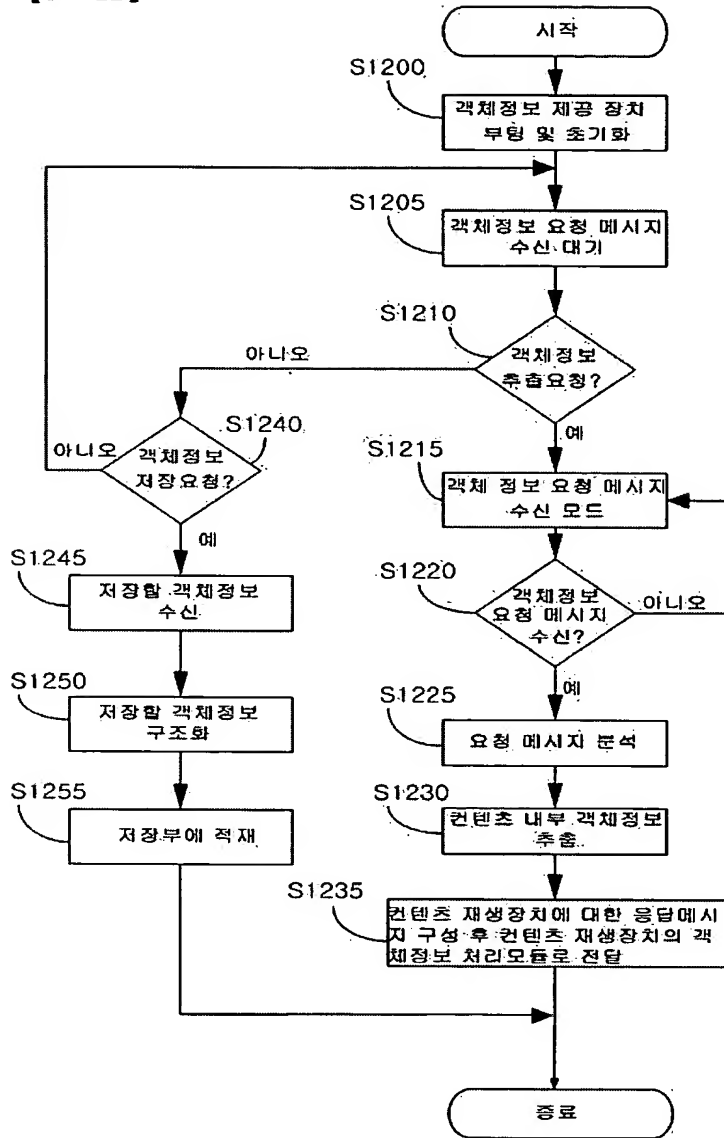 시작
S1200
객체정보 제공 장치
부팅 및 초기화
S1205
객체정보 요청 메시지
수신 대기
S1210
객체정보
추출요청?
아니오
예
S1240
객체정보
저장요청?
아니오
예
S1215
객체 정보 요청 메시지
수신 모드
S1220
객체정보
요청 메시지
수신?
아니오
예
S1245
저장할 객체정보
수신
S1225
요청 메시지 분석
S1250
저장할 객체정보
구조화
S1230
컨텐츠 내부 객체정보
추출
S1255
저장부에 적재
S1235
컨텐츠 재생장치에 대한 응답메시
지 구성 후 컨텐츠 재생장치의 객
체정보 처리모듈로 전달
종료